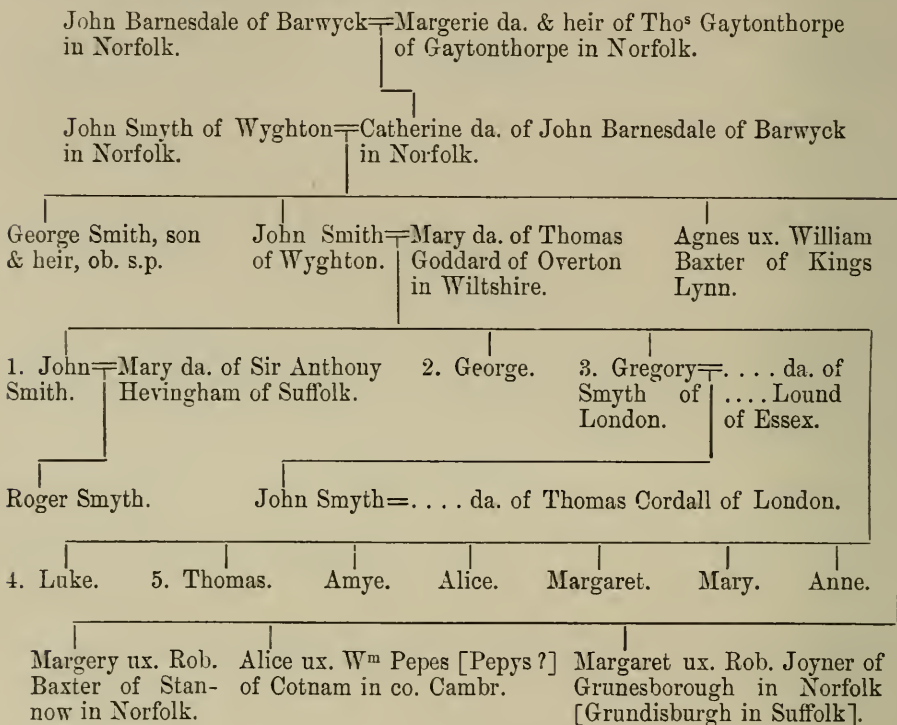 John Barnesdale of Barwyck=Margerie da. & heir of Thoˢ Gaytonthorpe
in Norfolk. of Gaytonthorpe in Norfolk.
John Smyth of Wyghton=Catherine da. of John Barnesdale of Barwyck
in Norfolk. in Norfolk.
George Smith, son John Smith=Mary da. of Thomas Agnes ux. William
& heir, ob. s.p. of Wyghton. Goddard of Overton Baxter of Kings
in Wiltshire. Lynn.
1. John=Mary da. of Sir Anthony 2. George. 3. Gregory=. . . . da. of
Smith. Hevingham of Suffolk. Smyth of . . . . Lound
London. of Essex.
Roger Smyth. John Smyth=. . . . da. of Thomas Cordall of London.
4. Luke. 5. Thomas. Amye. Alice. Margaret. Mary. Anne.
Margery ux. Rob. Alice ux. Wᵐ Pepes [Pepys ?] Margaret ux. Rob. Joyner of
Baxter of Stan- of Cotnam in co. Cambr. Grunesborough in Norfolk
now in Norfolk. [Grundisburgh in Suffolk].